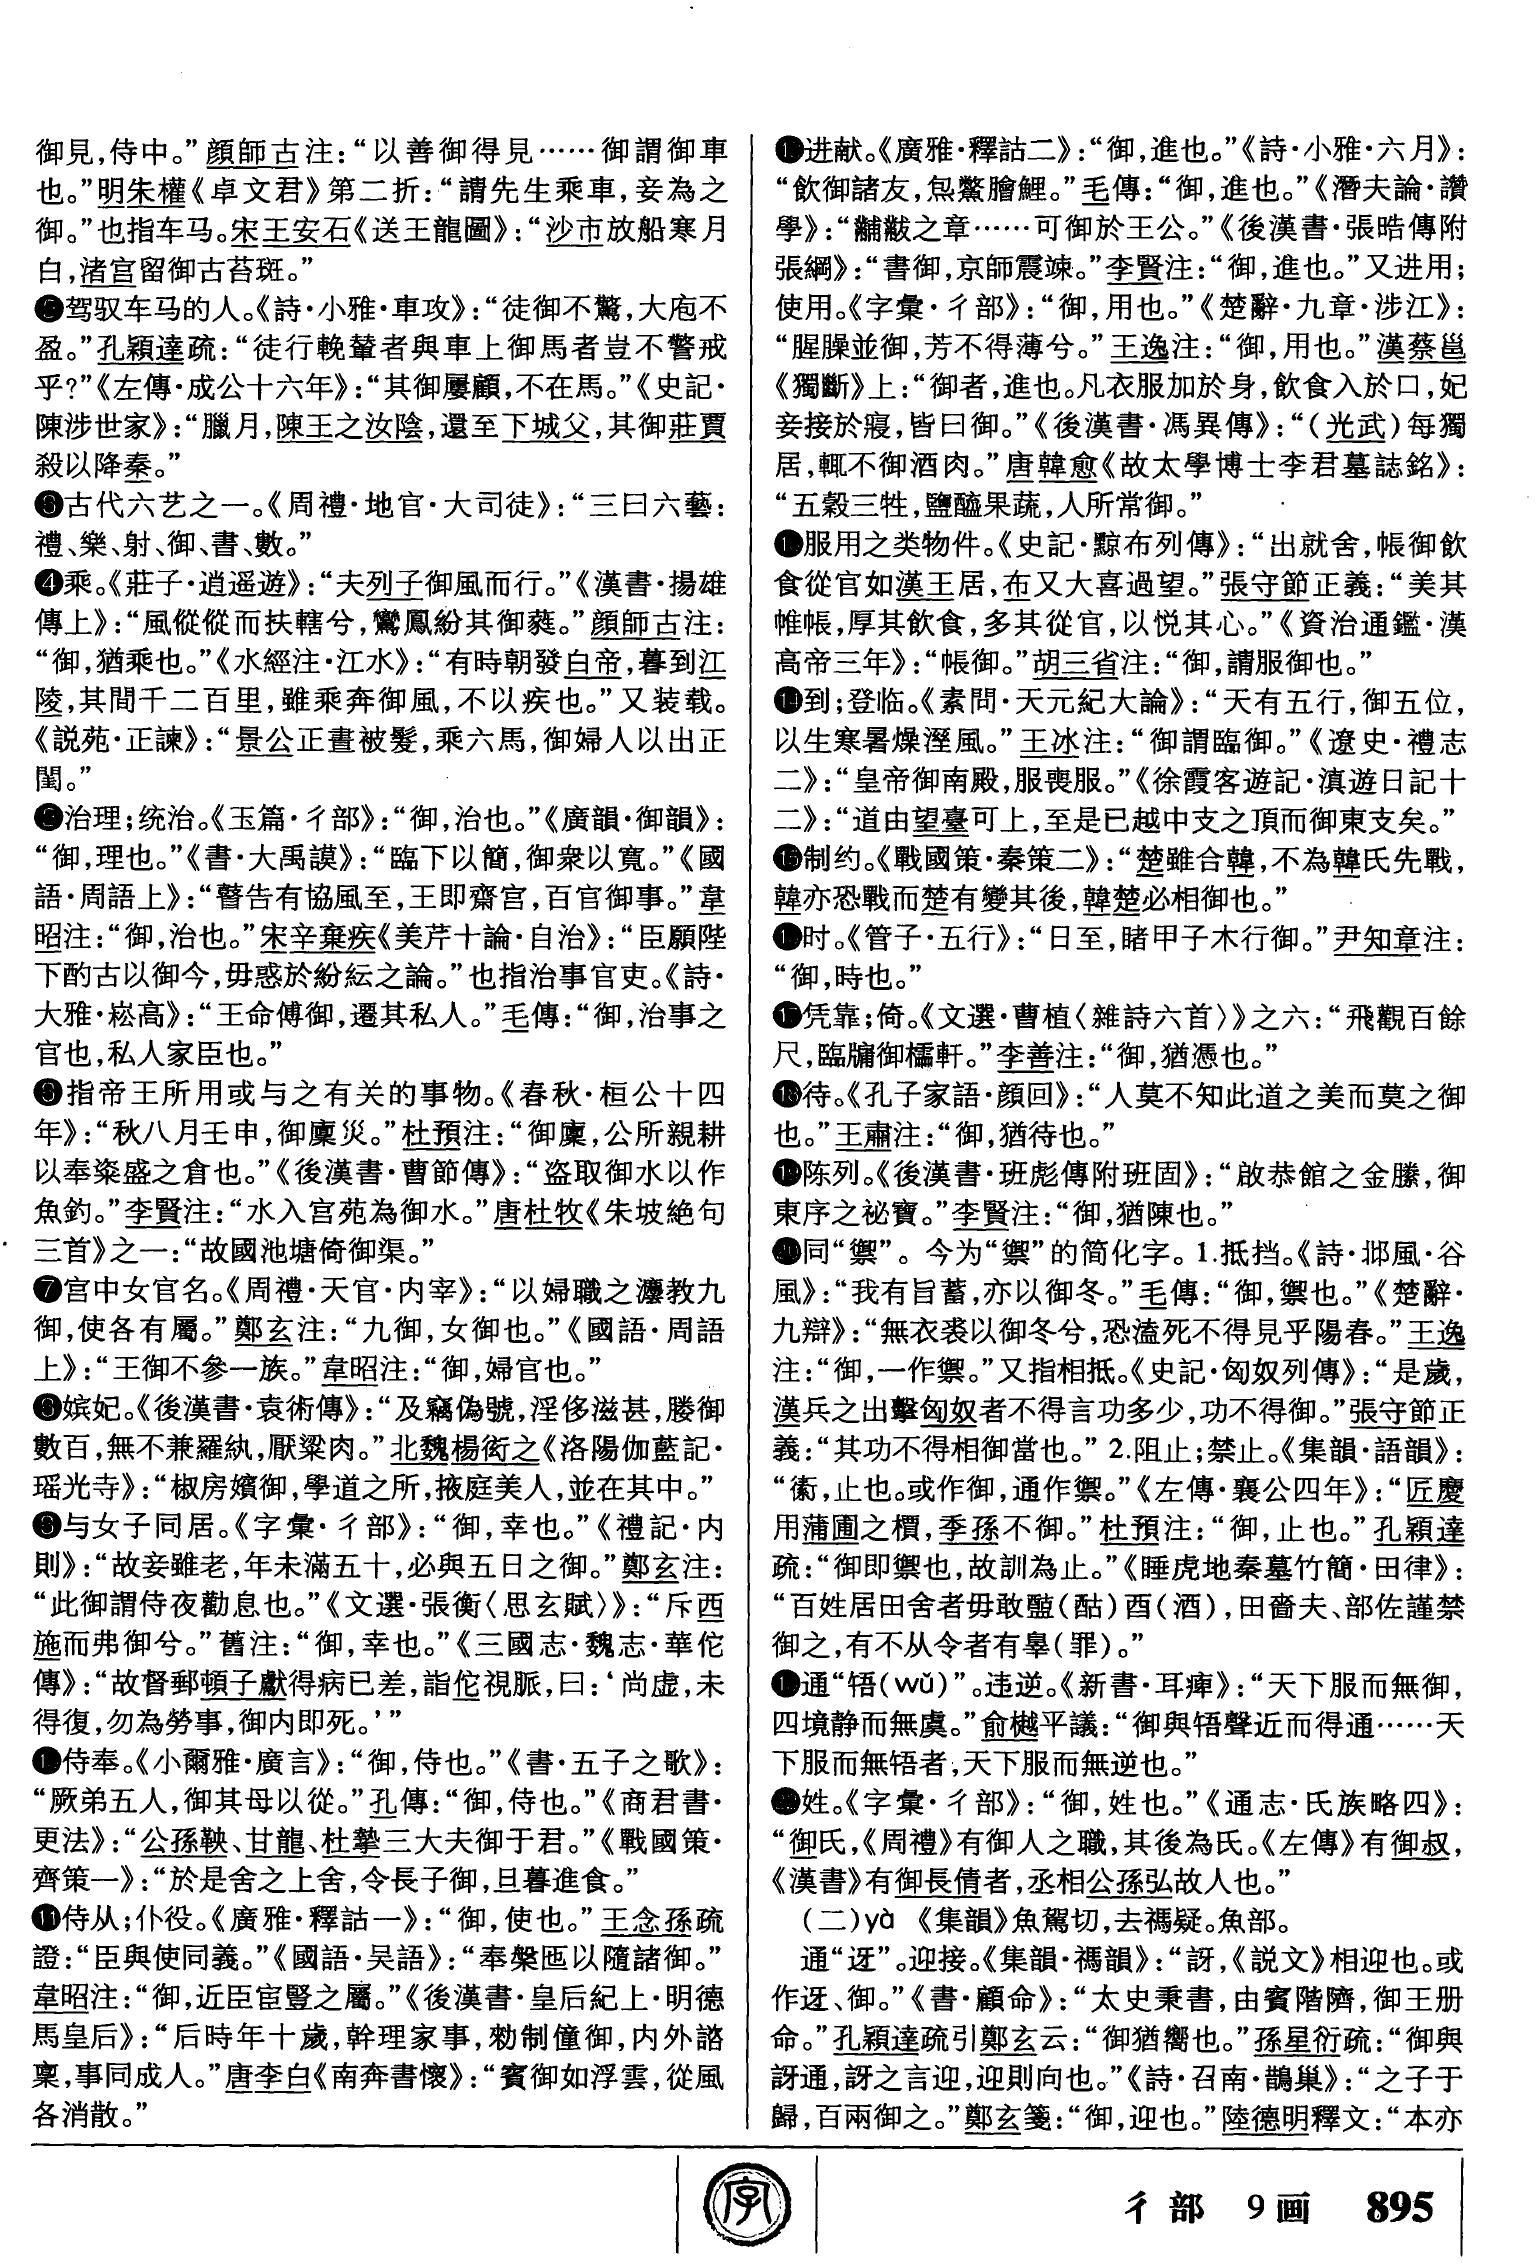 御見，侍中。”顔師古注：“以善御得見……御謂御車
也。”明朱權《卓文君》第二折：“請先生乘車，妾為之
御。”也指车马。宋王安石《送王龍圖》：“沙市放船寒月
白，渚宫留御古苔斑。”
❷驾驭车马的人。《詩·小雅·車攻》：“徒御不驚，大庖不
盈。”孔穎達疏：“徒行輓輦者與車上御馬者豈不警戒
乎?”《左傳·成公十六年》：“其御屢顧，不在馬。”《史記·
陳涉世家》：“臘月，陳王之汝陰，還至下城父，其御莊賈
殺以降秦。”
❸古代六艺之一。《周禮·地官·大司徒》：“三曰六藝：
禮、樂、射、御、書、數。”
❹乘。《莊子·逍遥遊》：“夫列子御風而行。”《漢書·揚雄
傳上》：“風傱傱而扶轄兮，鸞鳳紛其御蕤。”顔師古注：
“御，猶乘也。”《水經注·江水》：“有時朝發白帝，暮到江
陵，其間千二百里，雖乘奔御風，不以疾也。”又装载。
《説苑·正諫》：“景公正晝被髮，乘六馬，御婦人以出正
閨。”
❺治理；统治。《玉篇·彳部》：“御，治也。”《廣韻·御韻》：
“御，理也。”《書·大禹謨》：“臨下以簡，御衆以寬。”《國
語·周語上》：“瞽告有協風至，王即齋宫，百官御事。”韋
昭注：“御，治也。”宋辛棄疾《美芹十論·自治》：“臣願陛
下酌古以御今，毋惑於紛紜之論。”也指治事官吏。《詩·
大雅·崧高》：“王命傅御，遷其私人。”毛傳：“御，治事之
官也，私人家臣也。”
❻指帝王所用或与之有关的事物。《春秋·桓公十四
年》：“秋八月壬申，御廩災。”杜預注：“御廩，公所親耕
以奉粢盛之倉也。”《後漢書·曹節傳》：“盗取御水以作
魚釣。”李賢注：“水入宫苑為御水。”唐杜牧《朱坡絶句
三首》之一：“故國池塘倚御渠。”
❼宫中女官名。《周禮·天官·内宰》：“以婦職之灋教九
御，使各有屬。”鄭玄注：“九御，女御也。”《國語·周語
上》：“王御不參一族。”韋昭注：“御，婦官也。”
❽嫔妃。《後漢書·袁術傳》：“及竊偽號，淫侈滋甚，媵御
數百，無不兼羅紈，厭粱肉。”北魏楊衒之《洛陽伽藍記·
瑶光寺》：“椒房嬪御，學道之所，掖庭美人，並在其中。”
❾与女子同居。《字彙·彳部》：“御，幸也。”《禮記·内
則》：“故妾雖老，年未滿五十，必與五日之御。”鄭玄注：
“此御謂侍夜勸息也。”《文選·張衡〈思玄賦〉》：“斥西
施而弗御兮。”舊注：“御，幸也。”《三國志·魏志·華佗
傳》：“故督郵頓子獻得病已差，詣佗視脈，曰：‘尚虚，未
得復，勿為勞事，御内即死。’”
❿侍奉。《小爾雅·廣言》：“御，侍也。”《書·五子之歌》：
“厥弟五人，御其母以從。”孔傳：“御，侍也。”《商君書·
更法》：“公孫鞅、甘龍、杜摯三大夫御于君。”《戰國策·
齊策一》：“於是舍之上舍，令長子御，旦暮進食。”
⓫侍从；仆役。《廣雅·釋詁一》：“御，使也。”王念孫疏
證：“臣與使同義。”《國語·吴語》：“奉槃匜以隨諸御。”
韋昭注：“御，近臣宦豎之屬。”《後漢書·皇后紀上·明德
馬皇后》：“后時年十歲，幹理家事，勑制僮御，内外諮
稟，事同成人。”唐李白《南奔書懷》：“賓御如浮雲，從風
各消散。”
⓬进献。《廣雅·釋詁二》：“御，進也。”《詩·小雅·六月》：
“飲御諸友，炰鱉膾鯉。”毛傳：“御，進也。”《潛夫論·讚
學》：“黼黻之章……可御於王公。”《後漢書·張晧傳附
張綱》：“書御，京師震竦。”李賢注：“御，進也。”又进用；
使用。《字彙·彳部》：“御，用也。”《楚辭·九章·涉江》：
“腥臊並御，芳不得薄兮。”王逸注：“御，用也。”漢蔡邕
《獨斷》上：“御者，進也。凡衣服加於身，飲食入於口，妃
妾接於寢，皆曰御。”《後漢書·馮異傳》：“(光武)每獨
居，輒不御酒肉。”唐韓愈《故太學博士李君墓誌銘》：
“五穀三牲，鹽醯果蔬，人所常御。”
⓭服用之类物件。《史記·黥布列傳》：“出就舍，帳御飲
食從官如漢王居，布又大喜過望。”張守節正義：“美其
帷帳，厚其飲食，多其從官，以悦其心。”《資治通鑑·漢
高帝三年》：“帳御。”胡三省注：“御，謂服御也。”
⓮到；登临。《素問·天元紀大論》：“天有五行，御五位，
以生寒暑燥溼風。”王冰注：“御謂臨御。”《遼史·禮志
二》：“皇帝御南殿，服喪服。”《徐霞客遊記·滇遊日記十
二》：“道由望臺可上，至是已越中支之頂而御東支矣。”
⓯制约。《戰國策·秦策二》：“楚雖合韓，不為韓氏先戰，
韓亦恐戰而楚有變其後，韓楚必相御也。”
⓰时。《管子·五行》：“日至，睹甲子木行御。”尹知章注：
“御，時也。”
⓱凭靠；倚。《文選·曹植〈雜詩六首〉》之六：“飛觀百餘
尺，臨牖御欞軒。”李善注：“御，猶憑也。”
⓲待。《孔子家語·顔回》：“人莫不知此道之美而莫之御
也。”王肅注：“御，猶待也。”
⓳陈列。《後漢書·班彪傳附班固》：“啟恭館之金縢，御
東序之祕寶。”李賢注：“御，猶陳也。”
⓴同“禦”。今为“禦”的简化字。1.抵挡。《詩·邶風·谷
風》：“我有旨蓄，亦以御冬。”毛傳：“御，禦也。”《楚辭·
九辯》：“無衣裘以御冬兮，恐溘死不得見乎陽春。”王逸
注：“御，一作禦。”又指相抵。《史記·匈奴列傳》：“是歲，
漢兵之出擊匈奴者不得言功多少，功不得御。”張守節正
義：“其功不得相御當也。”2.阻止；禁止。《集韻·語韻》：
“衘，止也。或作御，通作禦。”《左傳·襄公四年》：“匠慶
用蒲圃之檟，季孫不御。”杜預注：“御，止也。”孔穎達
疏：“御即禦也，故訓為止。”《睡虎地秦墓竹簡·田律》：
“百姓居田舍者毋敢𨠑(酤)酉(酒)，田嗇夫、部佐謹禁
御之，有不从令者有辠(罪)。”
㉑通“啎(wǔ)”。违逆。《新書·耳痺》：“天下服而無御，
四境静而無虞。”俞樾平議：“御與啎聲近而得通……天
下服而無啎者，天下服而無逆也。”
㉒姓。《字彙·彳部》：“御，姓也。”《通志·氏族略四》：
“御氏，《周禮》有御人之職，其後為氏。《左傳》有御叔，
《漢書》有御長倩者，丞相公孫弘故人也。”
(二)yà 《集韻》魚駕切，去禡疑。魚部。
通“迓”。迎接。《集韻·禡韻》：“訝，《説文》相迎也。或
作迓、御。”《書·顧命》：“太史秉書，由賓階隮，御王册
命。”孔穎達疏引鄭玄云：“御猶嚮也。”孫星衍疏：“御與
訝通，訝之言迎，迎則向也。”《詩·召南·鵲巢》：“之子于
歸，百兩御之。”鄭玄箋：“御，迎也。”陸德明釋文：“本亦
字
彳部 9画 895